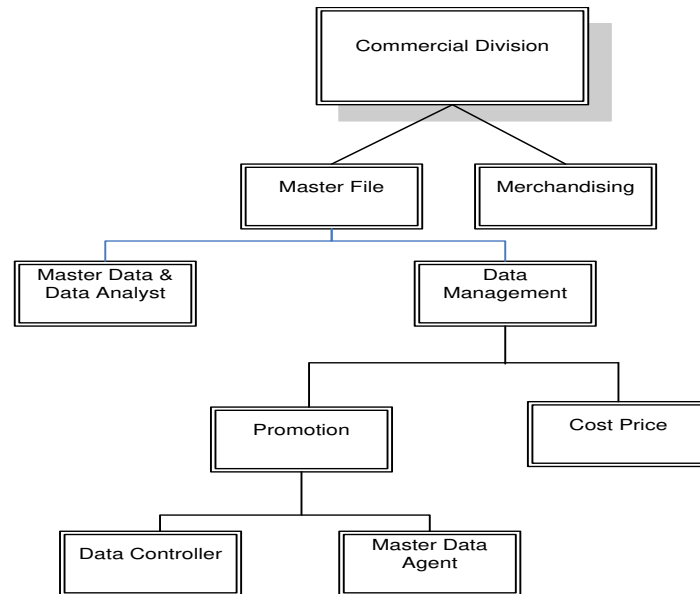 Commercial Division
Master File
Merchandising
Master Data &
Data Analyst
Data
Management
Promotion
Cost Price
Data Controller
Master Data
Agent